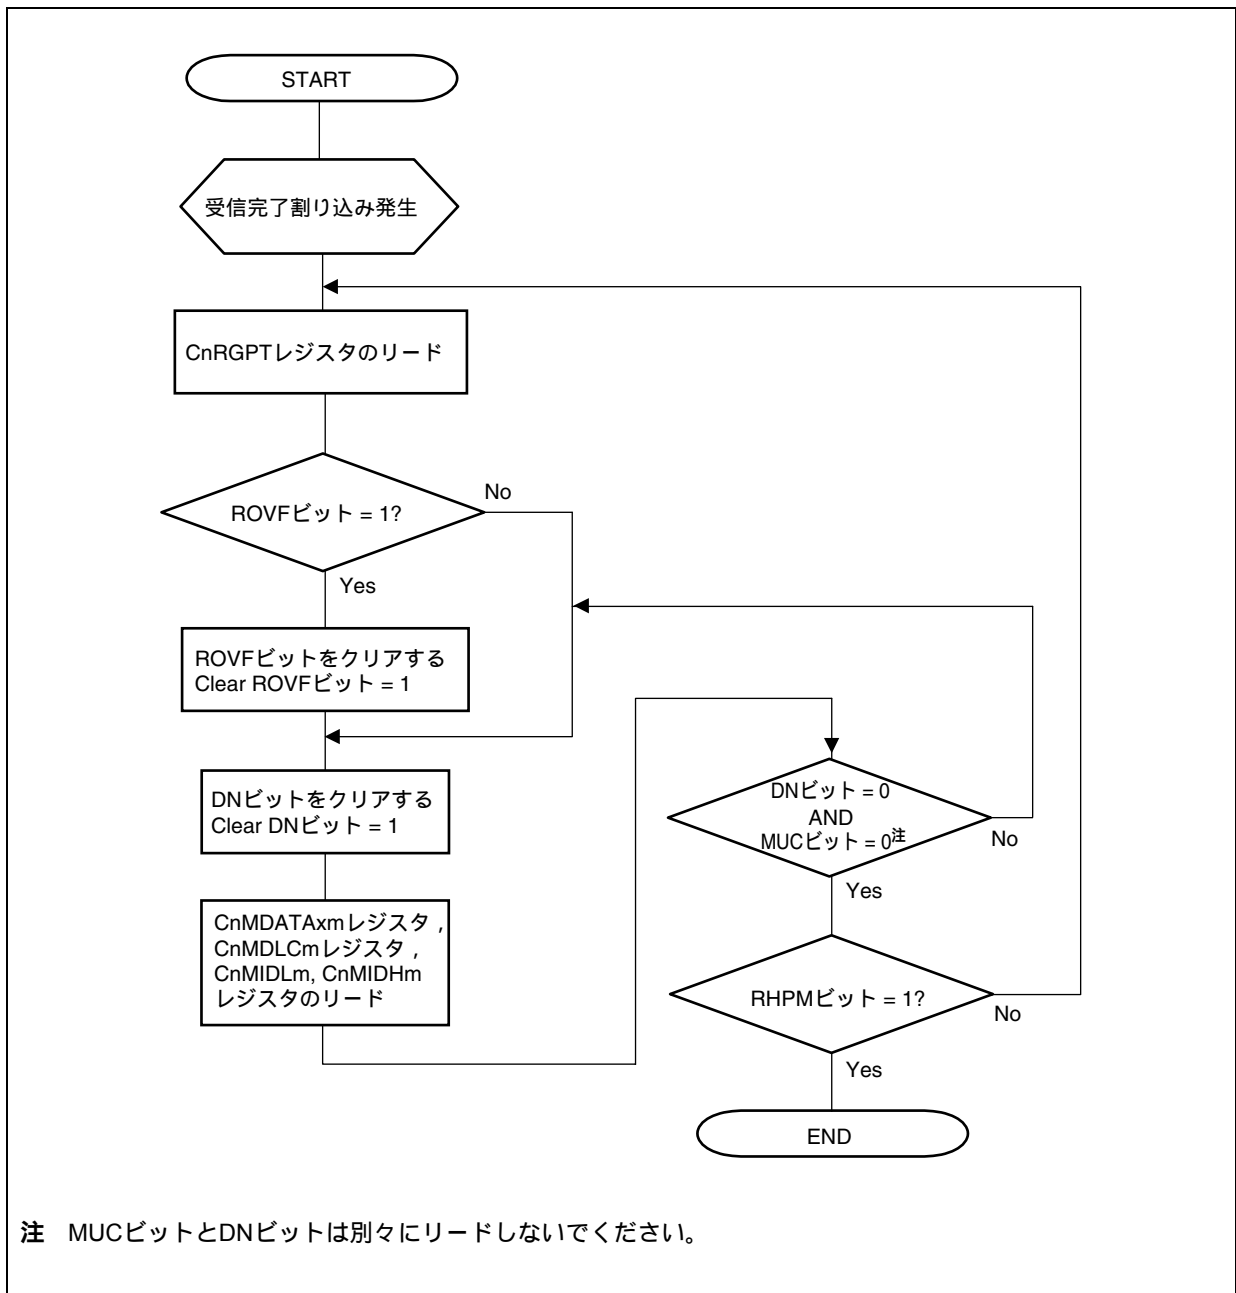 START
受信完了割り込み発生
CnRGPTレジスタのリード
ROVFビット = 1?
No
Yes
ROVFビットをクリアする
Clear ROVFビット = 1
DNビットをクリアする
Clear DNビット = 1
CnMDATAxmレジスタ，
CnMDLCmレジスタ，
CnMIDLm, CnMIDHm
レジスタのリード
DNビット = 0
AND
MUCビット = 0注
No
Yes
RHPMビット = 1?
No
Yes
END
注 MUCビットとDNビットは別々にリードしないでください。